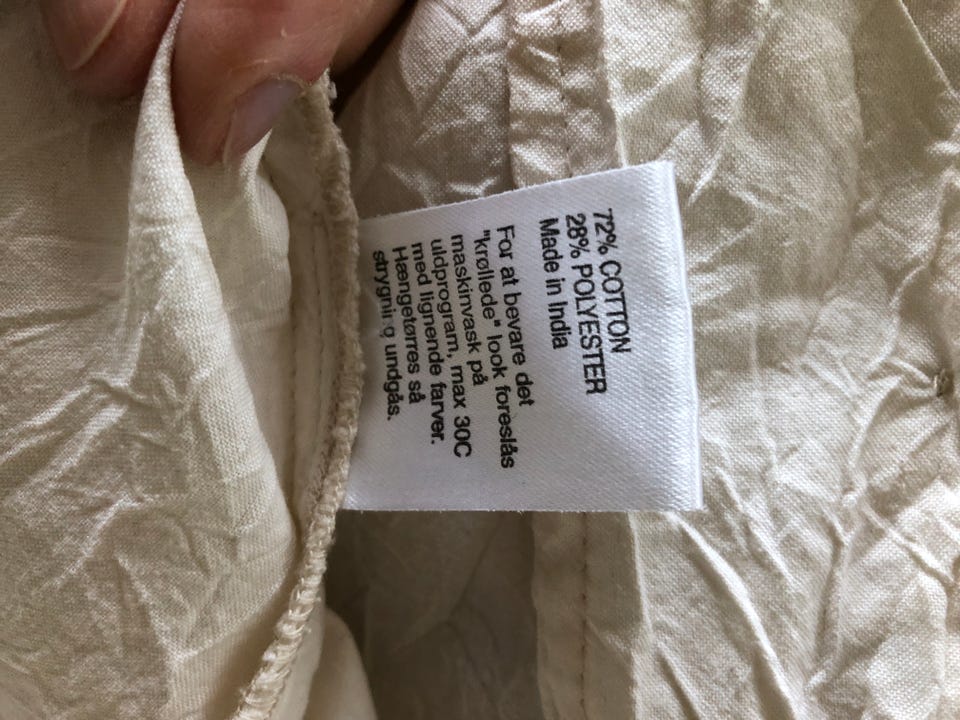 72% COTTON
28% POLYESTER
Made in India
For at bevare det
"krøllede" look foreslås
maskinvask på
uldprogram, max 30C
med lignende farver.
Hængetørres så
strygning undgås.